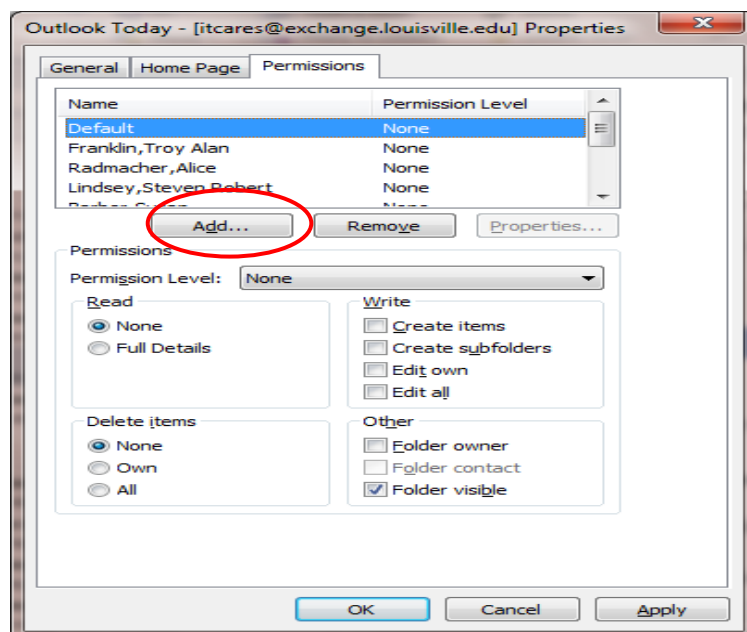 Outlook Today - [itcares@exchange.louisville.edu] Properties
General Home Page Permissions
Name Permission Level
Default None
Franklin,Troy Alan None
Radmacher,Alice None
Lindsey,Steven Robert None
None
Add... Remove Properties...
Permissions
Permission Level: None
Read Write
None Create items
Full Details Create subfolders
Edit own
Edit all
Delete items Other
None Folder owner
Own Folder contact
All Folder visible
OK Cancel Apply